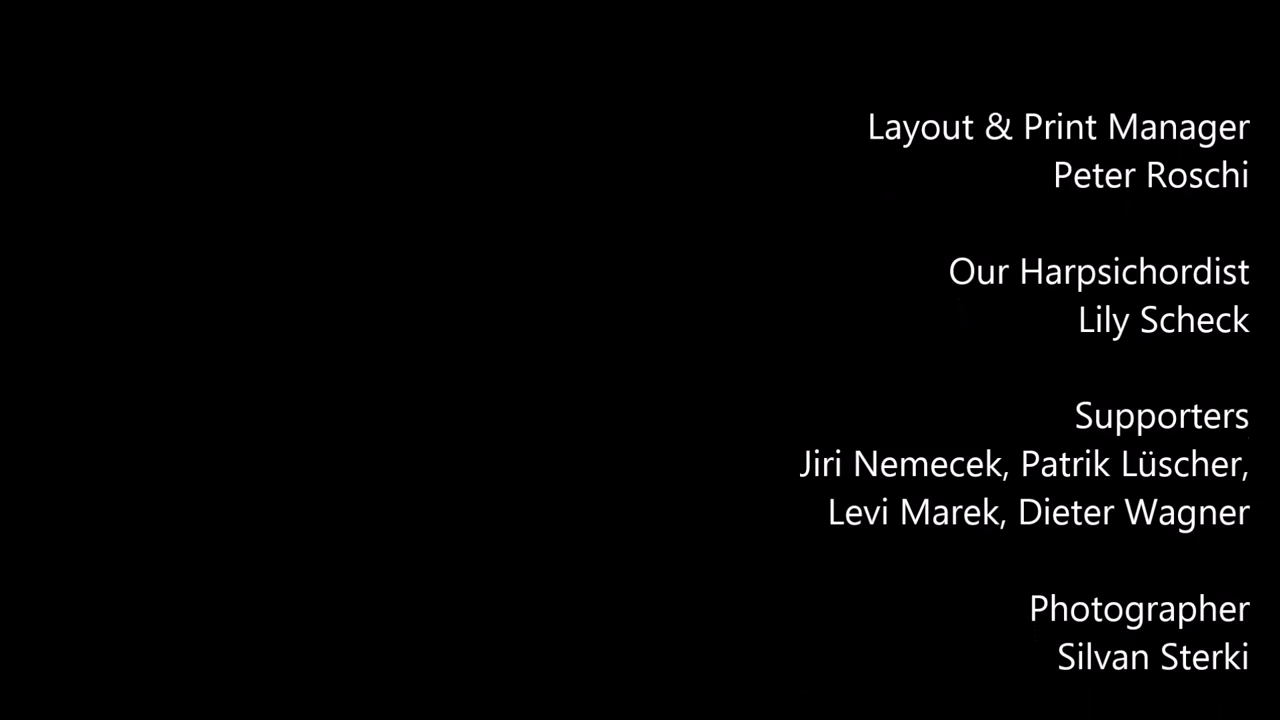 Layout & Print Manager
Peter Roschi
Our Harpsichordist
Lily Scheck
Supporters
Jiri Nemecek, Patrik Lüscher,
Levi Marek, Dieter Wagner
Photographer
Silvan Sterki